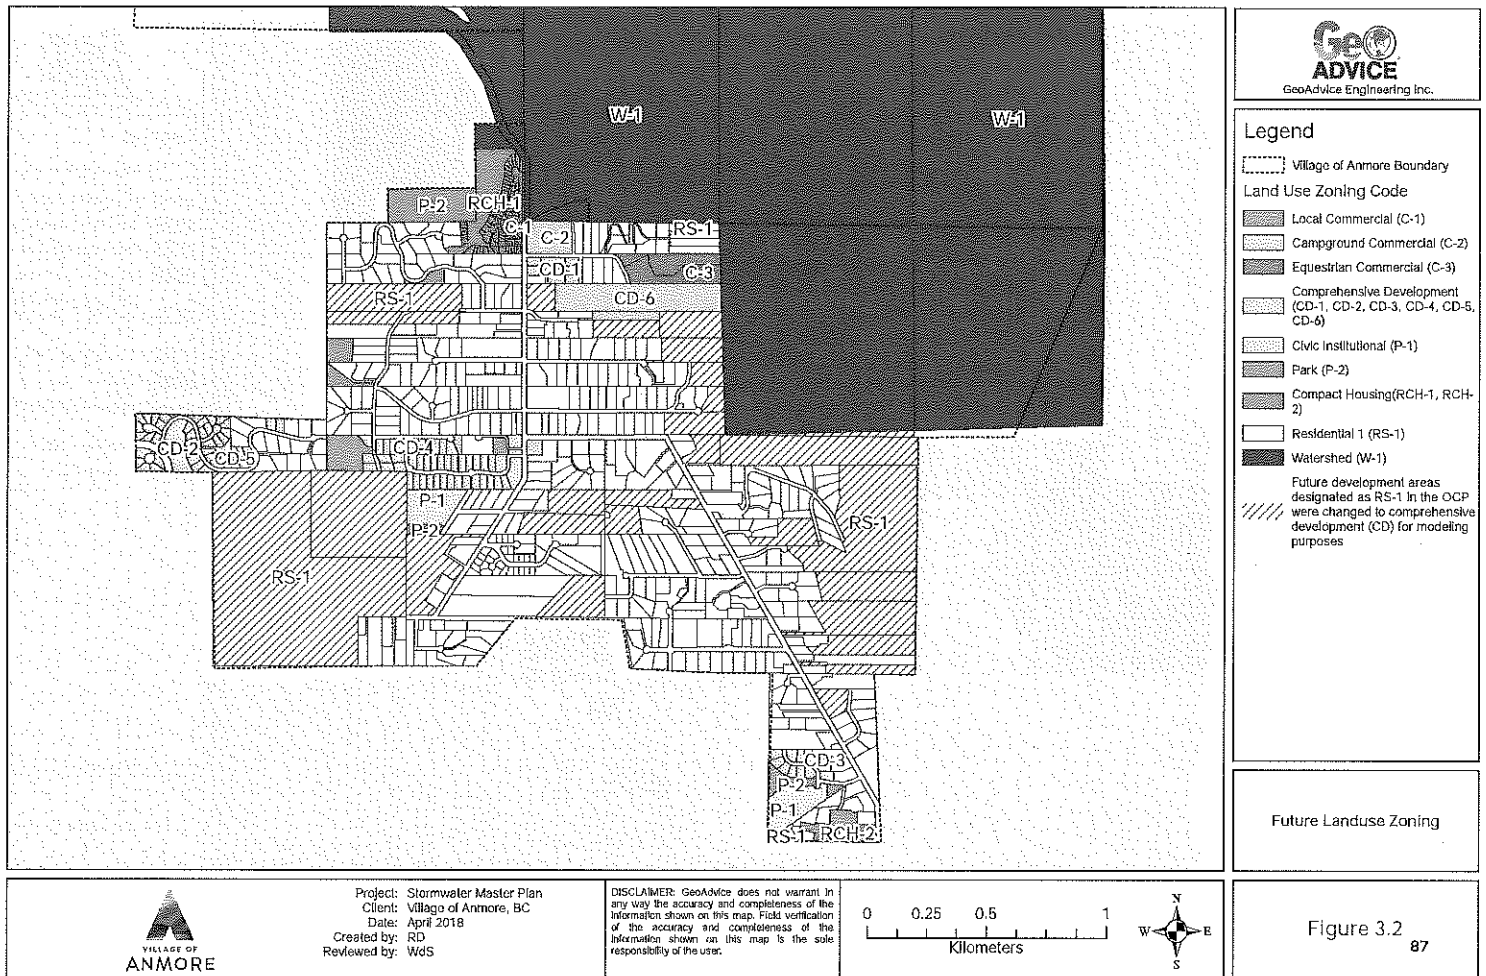 W-1
W-1
P-2
RCH-1
C-1
C-2
RS-1
CD-1
C-3
RS-1
CD-6
CD-2
CD-5
CD-4
P-1
P-2
RS-1
RS-1
CD-3
P-2
P-1
RS-1
RCH-2
Geo
ADVICE
GeoAdvice Engineering Inc.
Legend
Village of Anmore Boundary
Land Use Zoning Code
Local Commercial (C-1)
Campground Commercial (C-2)
Equestrian Commercial (C-3)
Comprehensive Development
(CD-1, CD-2, CD-3, CD-4, CD-5,
CD-6)
Civic Institutional (P-1)
Park (P-2)
Compact Housing(RCH-1, RCH-
2)
Residential 1 (RS-1)
Watershed (W-1)
Future development areas
designated as RS-1 in the OCP
were changed to comprehensive
development (CD) for modeling
purposes
Future Landuse Zoning
VILLAGE OF
ANMORE
Project: Stormwater Master Plan
Client: Village of Anmore, BC
Date: April 2018
Created by: RD
Reviewed by: WdS
DISCLAIMER: GeoAdvice does not warrant in
any way the accuracy and completeness of the
information shown on this map. Field verification
of the accuracy and completeness of the
information shown on this map is the sole
responsibility of the user.
0 0.25 0.5 1
Kilometers
N
W E
S
Figure 3.2
87